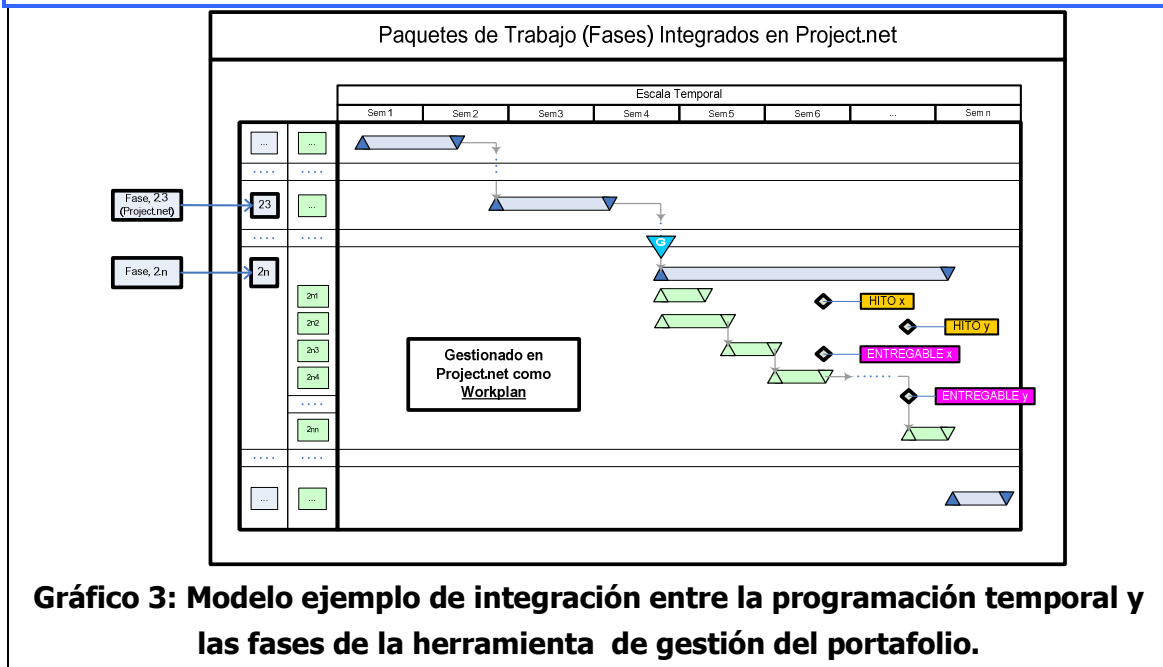 Paquetes de Trabajo (Fases) Integrados en Project.net
Escala Temporal
Sem 1 Sem 2 Sem 3 Sem 4 Sem 5 Sem 6 ... Sem n
... ...
.... ....
Fase, 2.3
(Project.net)
23 ...
.... ....
G
Fase, 2.n
2n
2n1
HITO x
2n2
HITO y
2n3
ENTREGABLE x
Gestionado en
Project.net como
Workplan
2n4
......
....
ENTREGABLE y
2nn
.... ....
... ...
Gráfico 3: Modelo ejemplo de integración entre la programación temporal y
las fases de la herramienta de gestión del portafolio.